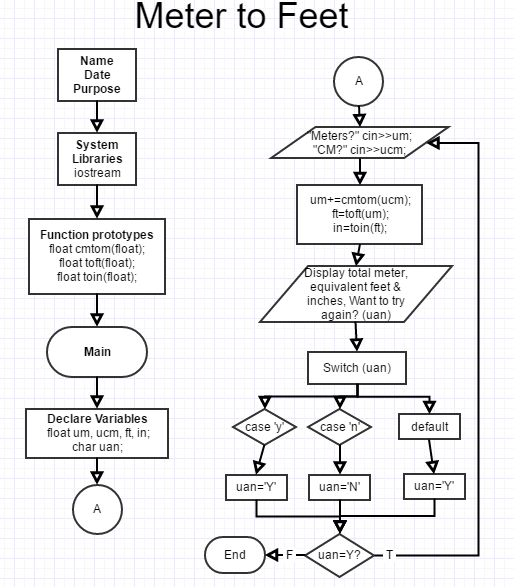 Meter to Feet
Name
Date
Purpose
System
Libraries
iostream
Function prototypes
float cmtom(float);
float toft(float);
float toin(float);
Main
Declare Variables
float um, ucm, ft, in;
char uan;
A
A
"Meters?" cin>>um;
"CM?" cin>>ucm;
um+=cmtom(ucm);
ft=toft(um);
in=toin(ft);
Display total meter,
equivalent feet &
inches, Want to try
again? (uan)
Switch (uan)
case 'y'
case 'n'
default
uan='Y'
uan='N'
uan='Y'
End
F
uan=Y?
T